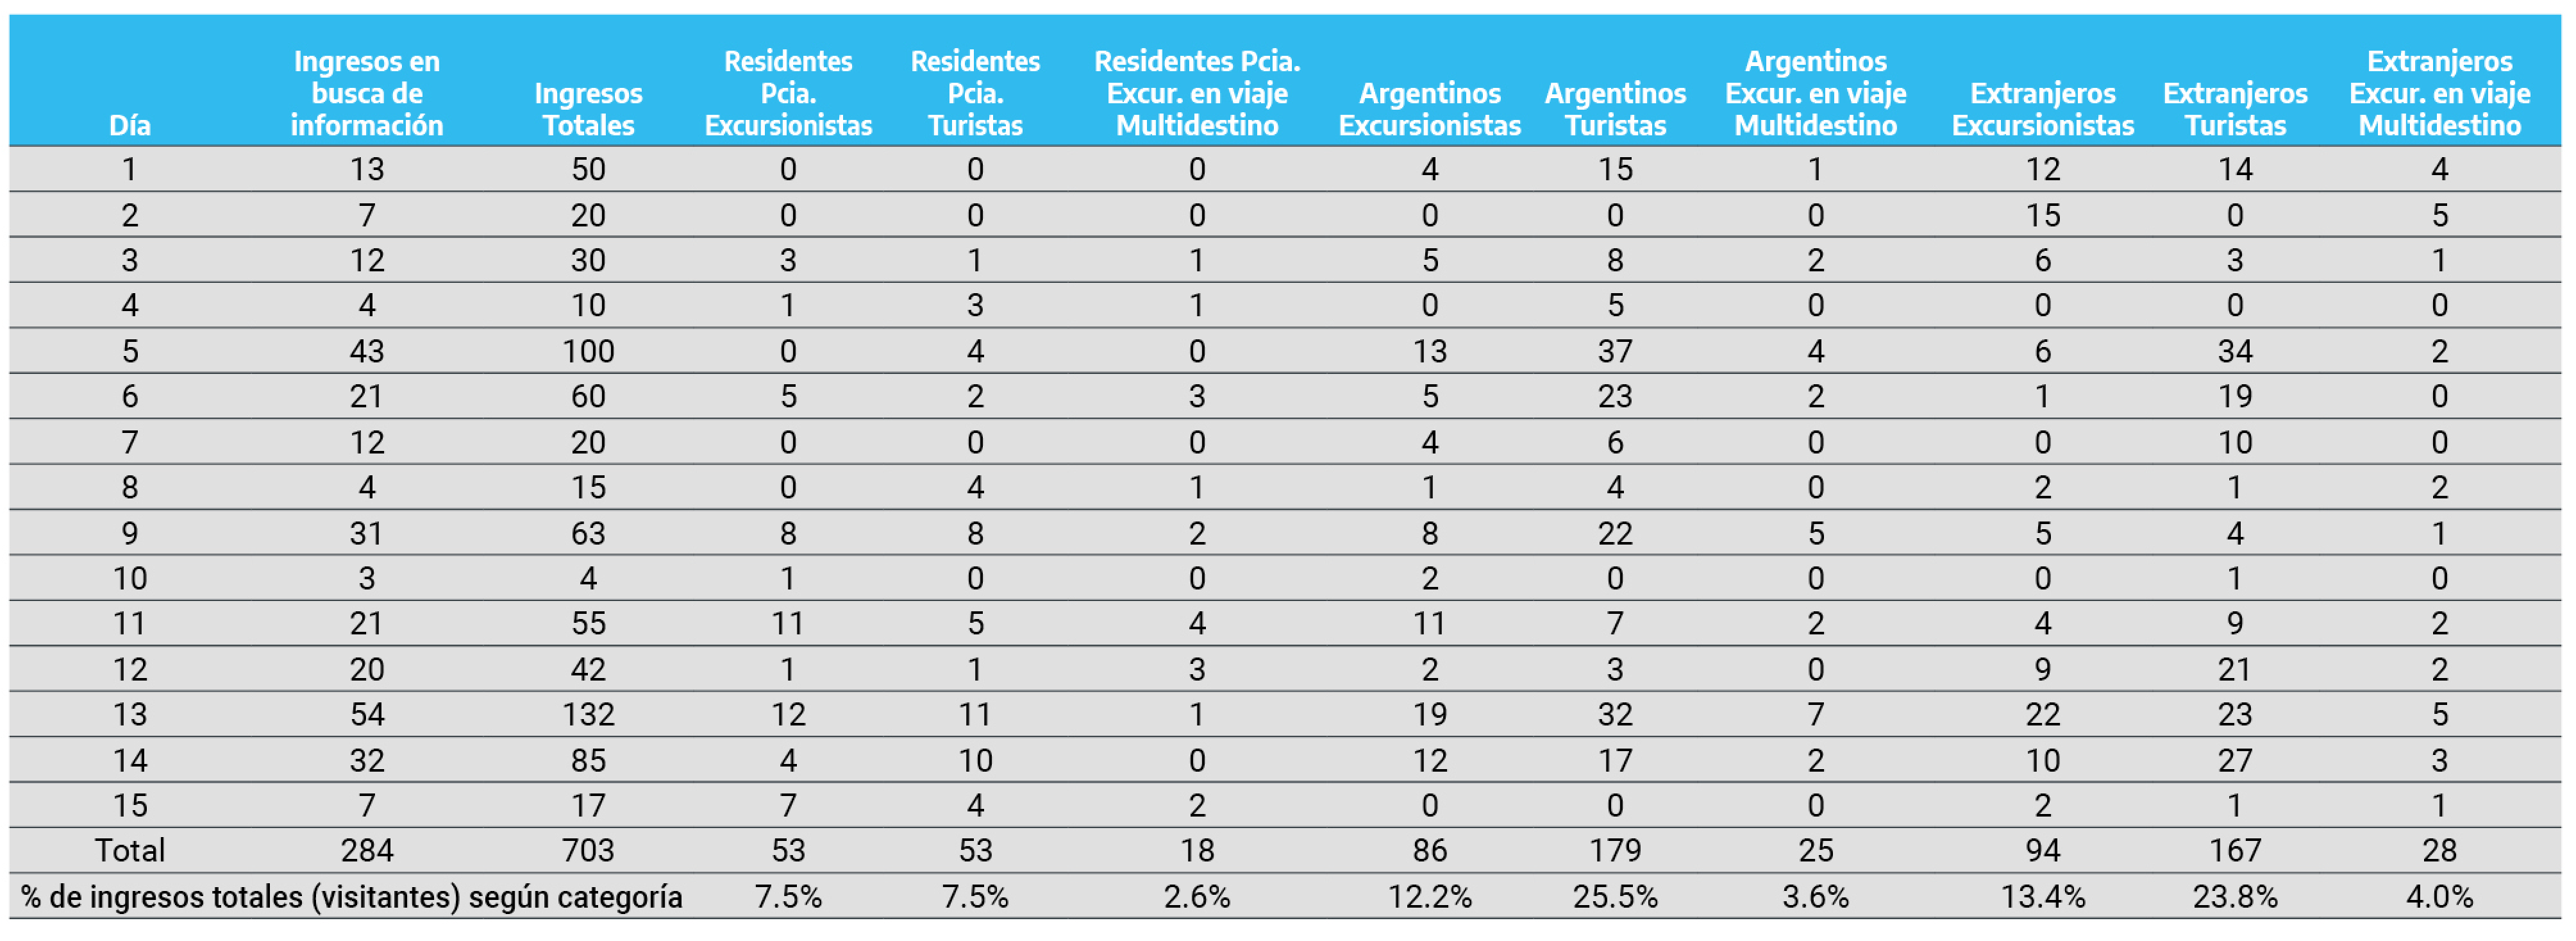 Día | Ingresos en busca de información | Ingresos Totales | Residentes Pcia. Excursionistas | Residentes Pcia. Turistas | Residentes Pcia. Excur. en viaje Multidestino | Argentinos Excursionistas | Argentinos Turistas | Argentinos Excur. en viaje Multidestino | Extranjeros Excursionistas | Extranjeros Turistas | Extranjeros Excur. en viaje Multidestino
1 | 13 | 50 | 0 | 0 | 0 | 4 | 15 | 1 | 12 | 14 | 4
2 | 7 | 20 | 0 | 0 | 0 | 0 | 0 | 0 | 15 | 0 | 5
3 | 12 | 30 | 3 | 1 | 1 | 5 | 8 | 2 | 6 | 3 | 1
4 | 4 | 10 | 1 | 3 | 1 | 0 | 5 | 0 | 0 | 0 | 0
5 | 43 | 100 | 0 | 4 | 0 | 13 | 37 | 4 | 6 | 34 | 2
6 | 21 | 60 | 5 | 2 | 3 | 5 | 23 | 2 | 1 | 19 | 0
7 | 12 | 20 | 0 | 0 | 0 | 4 | 6 | 0 | 0 | 10 | 0
8 | 4 | 15 | 0 | 4 | 1 | 1 | 4 | 0 | 2 | 1 | 2
9 | 31 | 63 | 8 | 8 | 2 | 8 | 22 | 5 | 5 | 4 | 1
10 | 3 | 4 | 1 | 0 | 0 | 2 | 0 | 0 | 0 | 1 | 0
11 | 21 | 55 | 11 | 5 | 4 | 11 | 7 | 2 | 4 | 9 | 2
12 | 20 | 42 | 1 | 1 | 3 | 2 | 3 | 0 | 9 | 21 | 2
13 | 54 | 132 | 12 | 11 | 1 | 19 | 32 | 7 | 22 | 23 | 5
14 | 32 | 85 | 4 | 10 | 0 | 12 | 17 | 2 | 10 | 27 | 3
15 | 7 | 17 | 7 | 4 | 2 | 0 | 0 | 0 | 2 | 1 | 1
Total | 284 | 703 | 53 | 53 | 18 | 86 | 179 | 25 | 94 | 167 | 28
% de ingresos totales (visitantes) según categoría | 7.5% | 7.5% | 2.6% | 12.2% | 25.5% | 3.6% | 13.4% | 23.8% | 4.0%